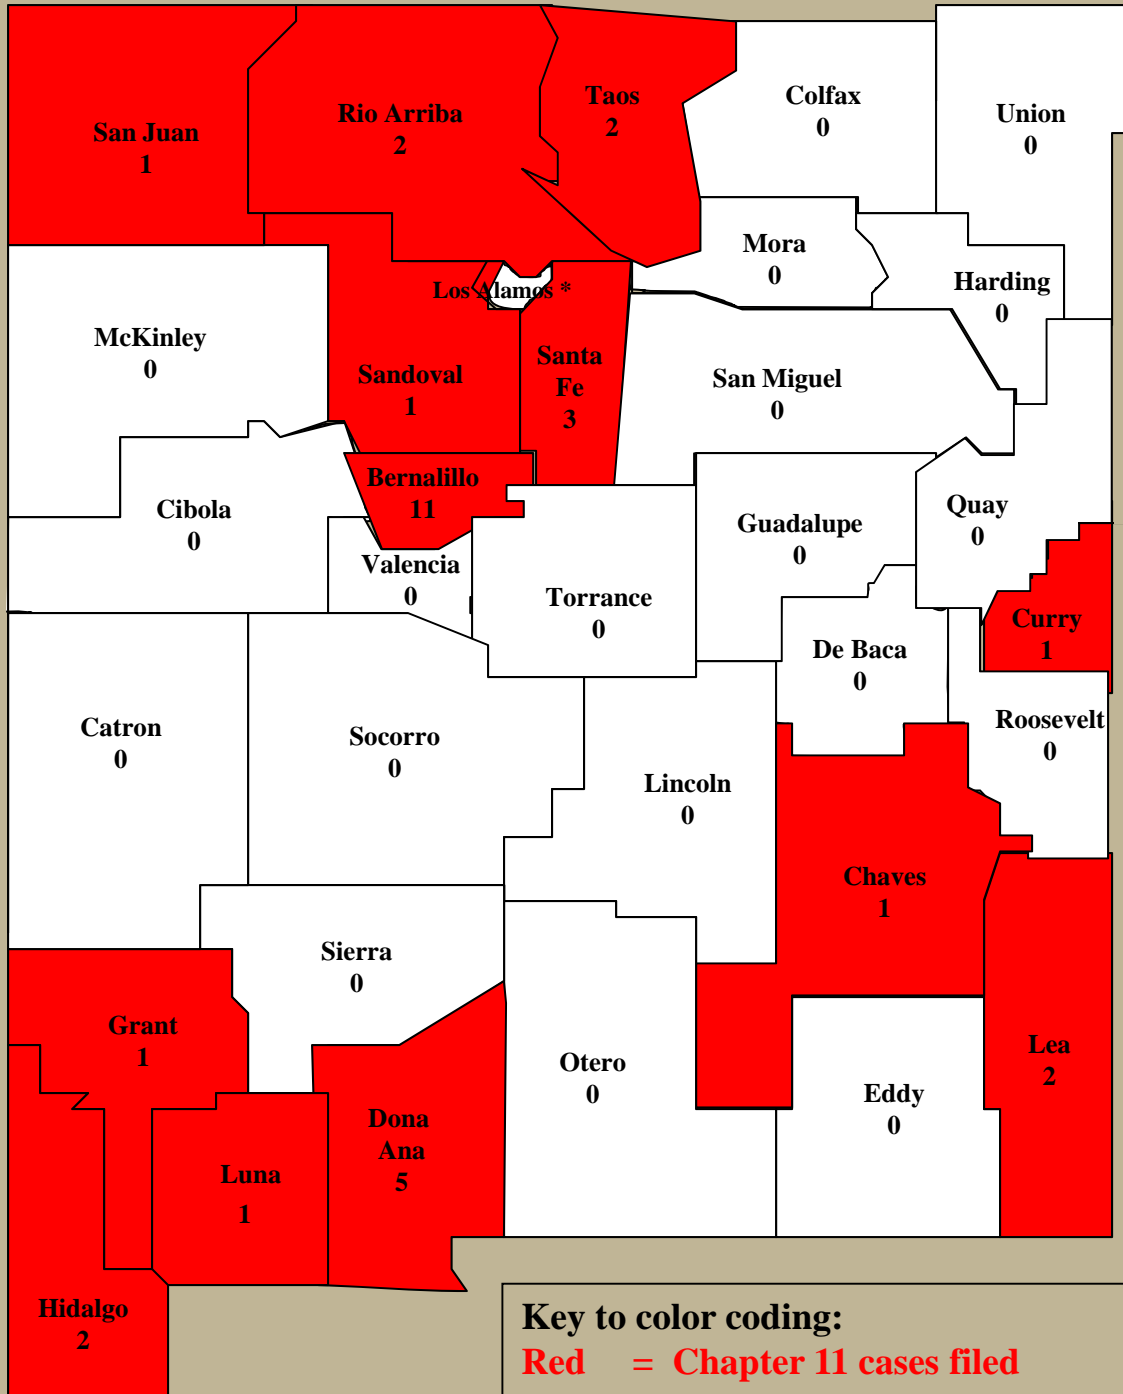 San Juan
1
Rio Arriba
2
Taos
2
Colfax
0
Union
0
Mora
0
Harding
0
Los Alamos *
McKinley
0
Sandoval
1
Santa
Fe
3
San Miguel
0
Bernalillo
11
Cibola
0
Valencia
0
Torrance
0
Guadalupe
0
Quay
0
Curry
1
De Baca
0
Roosevelt
0
Catron
0
Socorro
0
Lincoln
0
Chaves
1
Sierra
0
Grant
1
Otero
0
Eddy
0
Lea
2
Dona
Ana
5
Luna
1
Hidalgo
2
Key to color coding:
Red = Chapter 11 cases filed